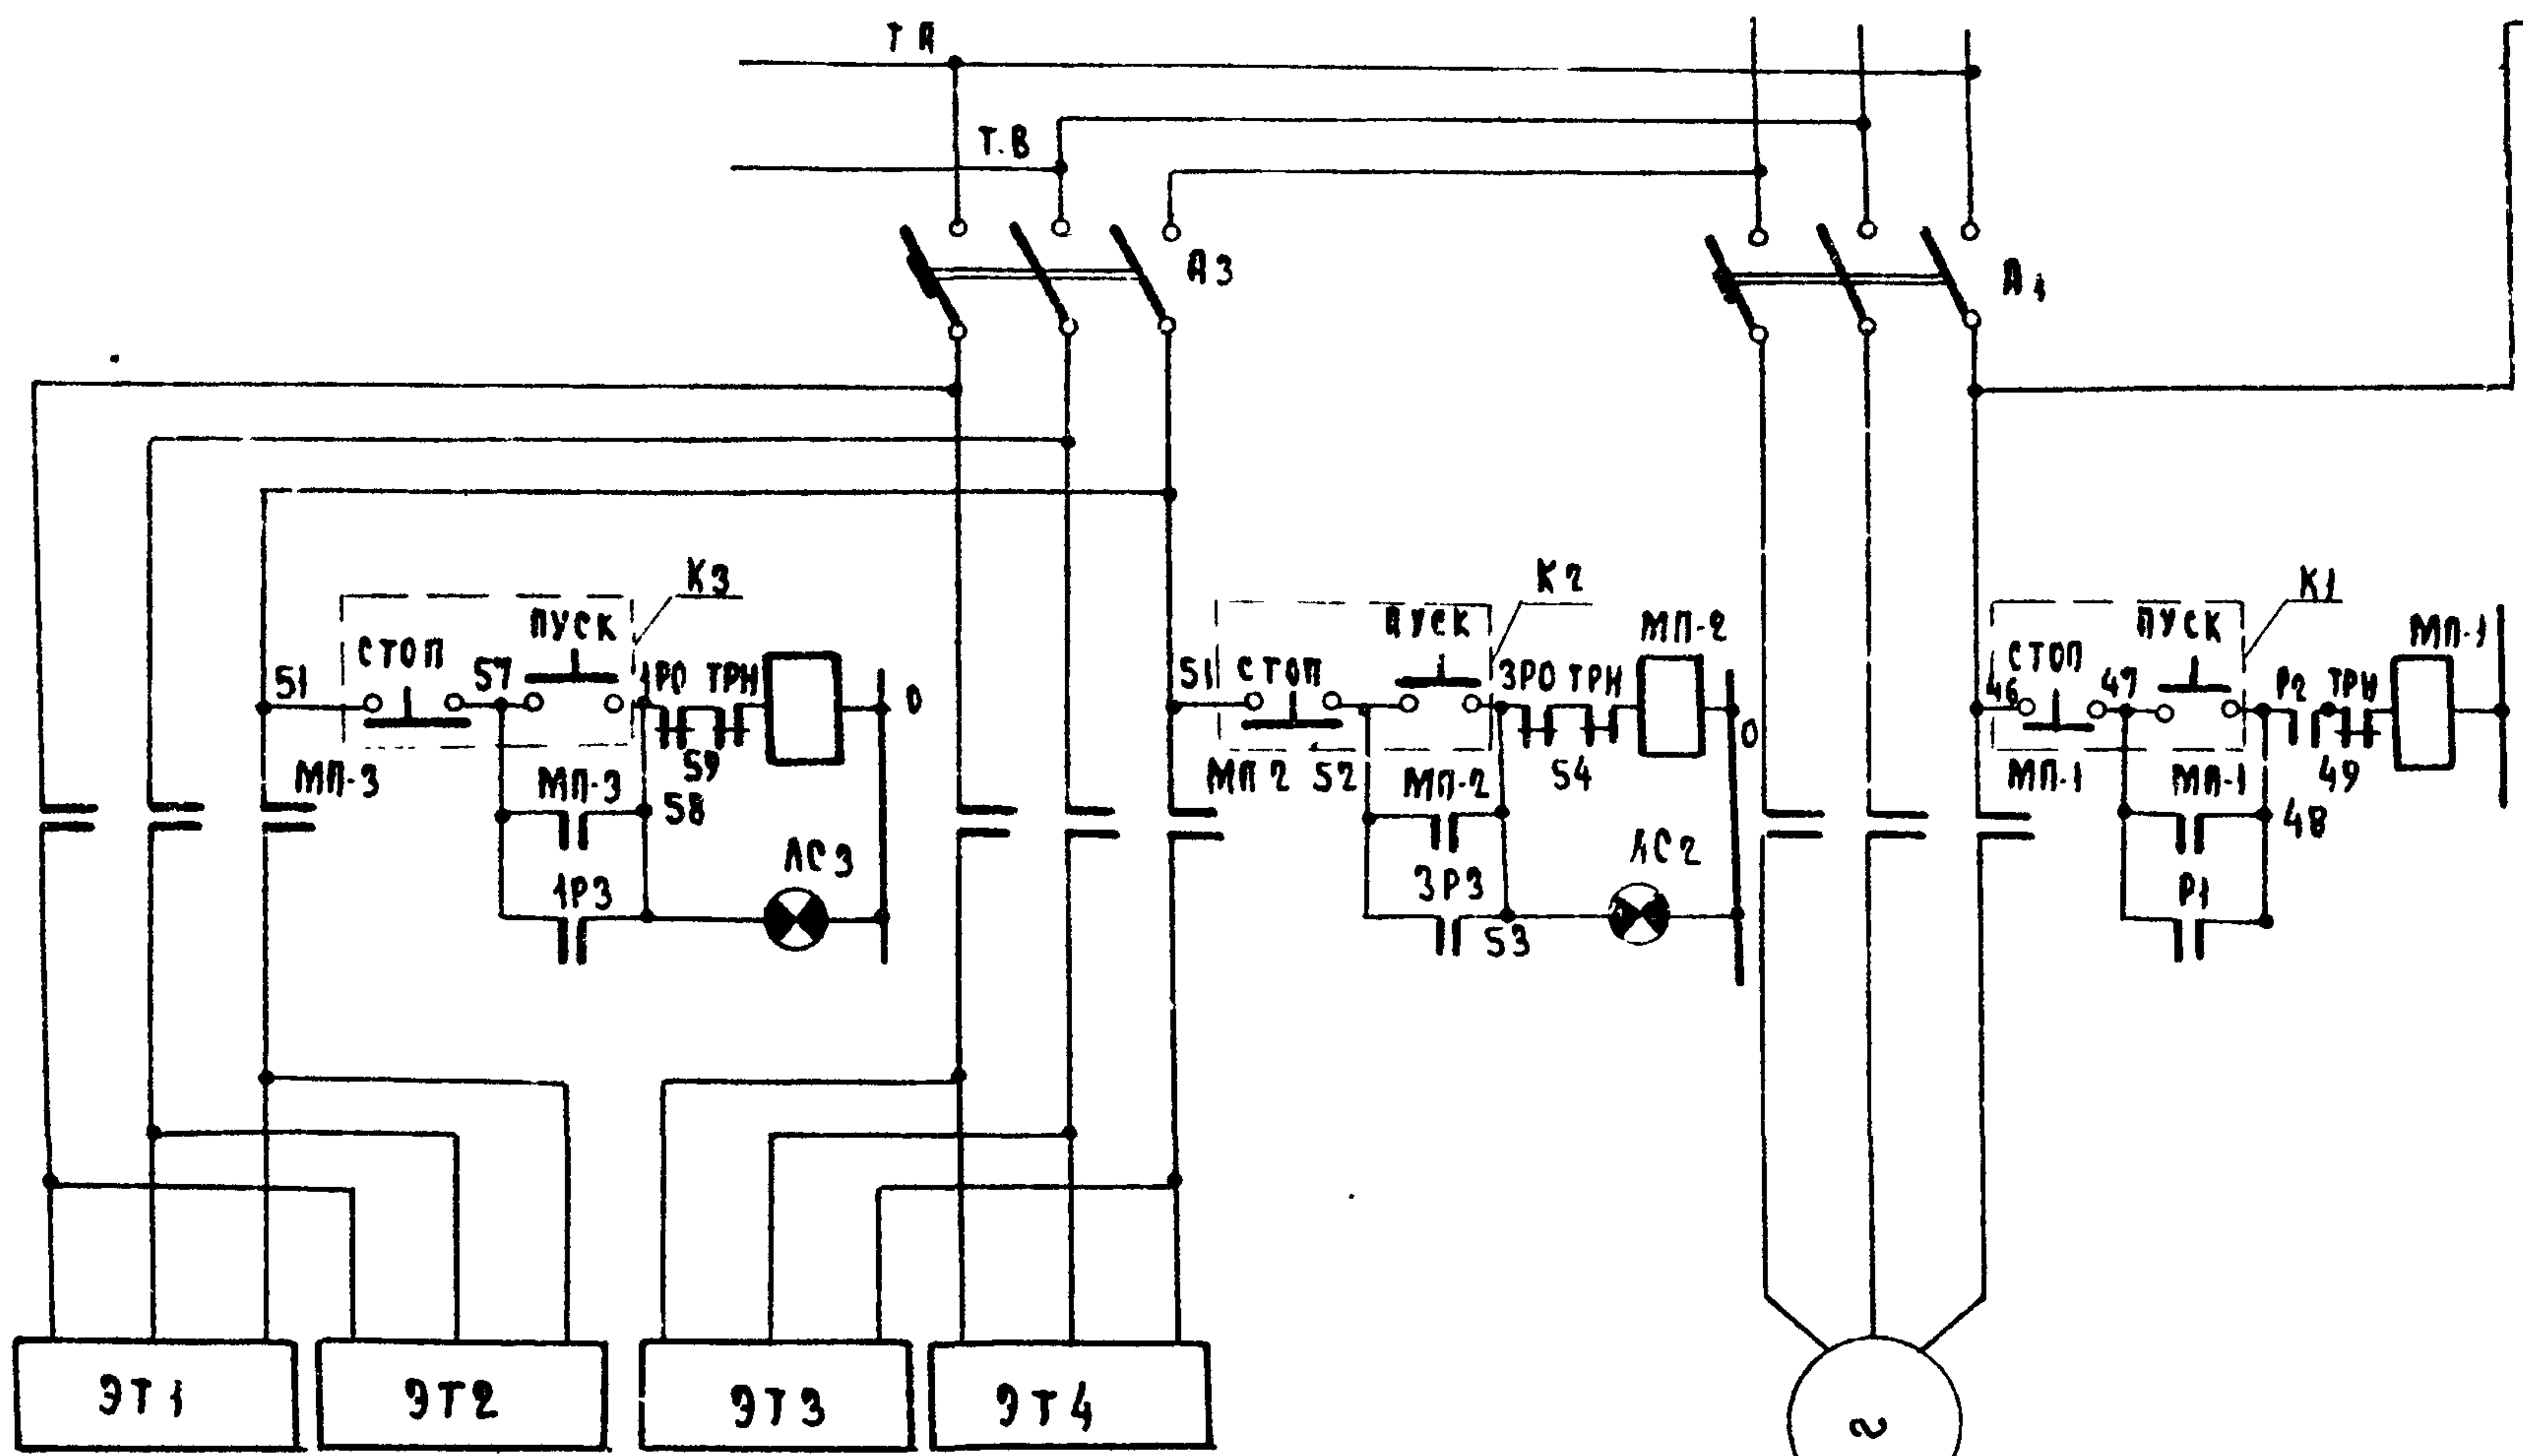 ТА
Т.В
А3
А1
К3
К2
К1
ПУСК
ПУСК
МП-2
ПУСК
МП-1
СТОП
СТОП
СТОП
51
57
1РО ТРН
0
51
3РО ТРН
0
46
47
Р2 ТРН
59
54
49
МП-3
МП-3
58
МП 2
52
МП-2
МП-1
МП-1
48
ЛС3
ЛС2
1Р3
3Р3
53
Р1
ЭТ1
ЭТ2
ЭТ3
ЭТ4
~